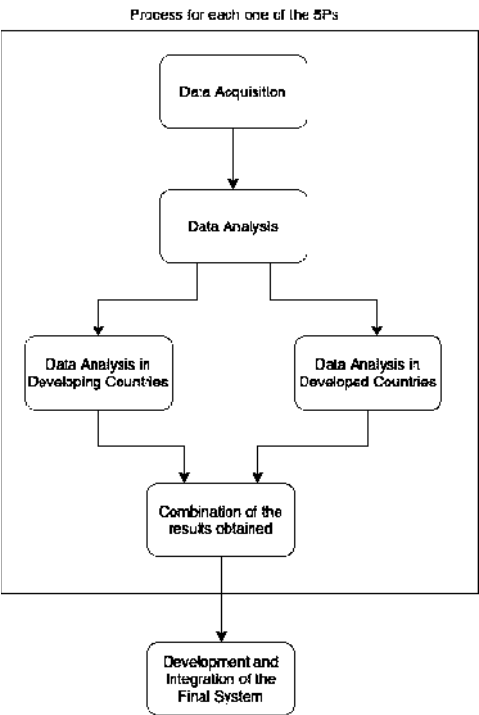 Process for each one of the 5Ps
Data Acquisition
Data Analysis
Data Analysis in
Developing Countries
Data Analysis in
Developed Countries
Combination of the
results obtained
Development and
Integration of the
Final System